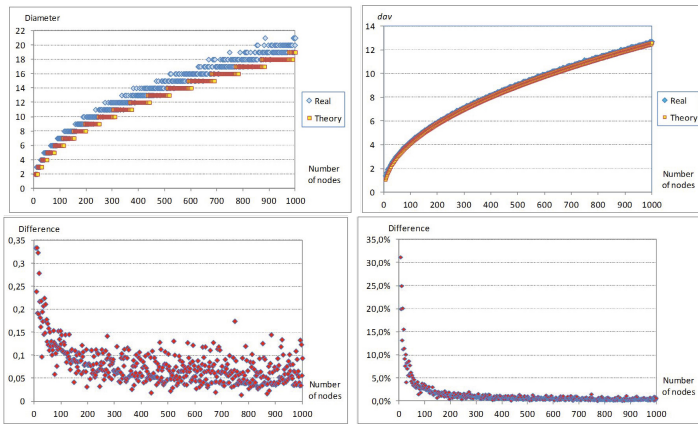 Diameter
22
20
18
16
14
12
10
8
6
4
2
0
0 100 200 300 400 500 600 700 800 900 1000
Real
Theory
Number
of nodes
dav
14
12
10
8
6
4
2
0
0 100 200 300 400 500 600 700 800 900 1000
Real
Theory
Number
of nodes
Difference
0,35
0,3
0,25
0,2
0,15
0,1
0,05
0
0 100 200 300 400 500 600 700 800 900 1000
Number
of nodes
Difference
35,0%
30,0%
25,0%
20,0%
15,0%
10,0%
5,0%
0,0%
0 100 200 300 400 500 600 700 800 900 1000
Number
of nodes